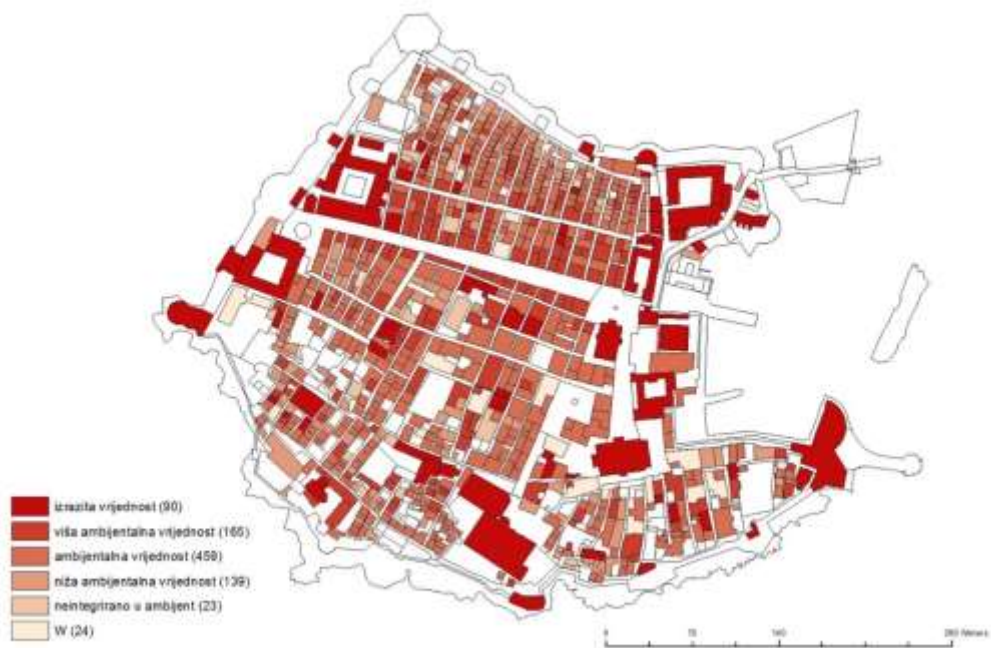 izrazita vrijednost (90)
viša ambijentalna vrijednost (165)
ambijentalna vrijednost (459)
niža ambijentalna vrijednost (139)
neintegrirano u ambijent (23)
W (24)
0 70 140 280 Meters